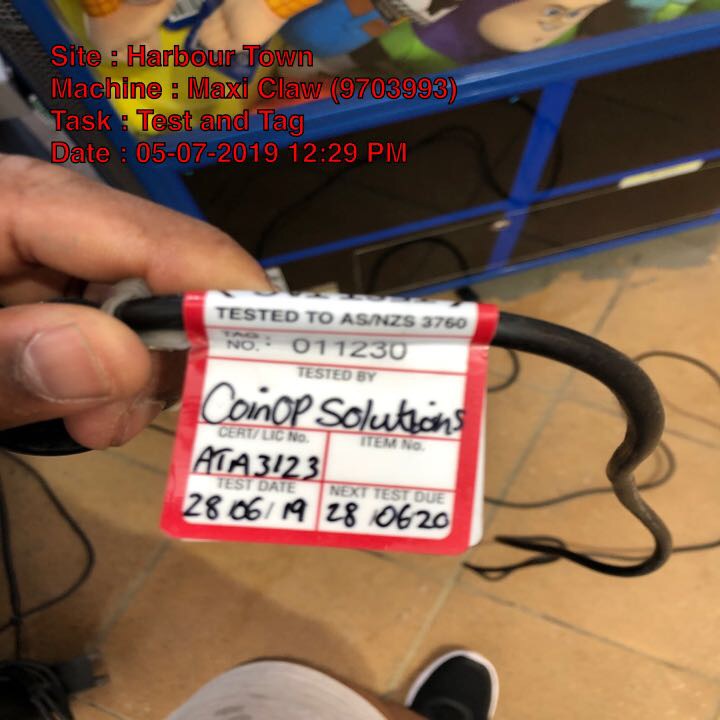 Site : Harbour Town
Machine : Maxi Claw (9703993)
Task : Test and Tag
Date : 05-07-2019 12:29 PM
TESTED TO AS/NZS 3760
TAG NO. : 011230
TESTED BY
CoinOP Solutions
CERT/ LIC No. ITEM No.
ATA3123
TEST DATE NEXT TEST DUE
28 06/19 28 /0620